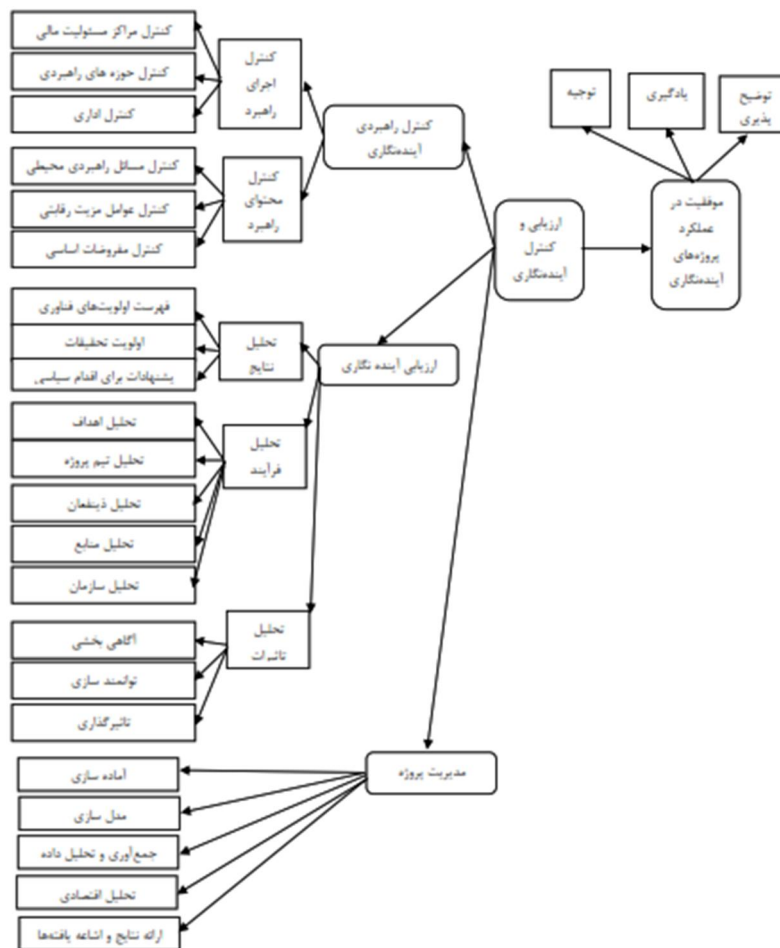 توضیح
پذیری
یادگیری
توجیه
موفقیت در
عملکرد
پروژه‌های
آینده‌نگاری
ارزیابی و
کنترل
آینده‌نگاری
کنترل راهبردی
آینده‌نگاری
کنترل
اجرای
راهبرد
کنترل مراکز مسئولیت مالی
کنترل حوزه های راهبردی
کنترل اداری
کنترل
محتوای
راهبرد
کنترل مسائل راهبردی محیطی
کنترل عوامل مزیت رقابتی
کنترل مفروضات اساسی
ارزیابی آینده نگاری
تحلیل
نتایج
فهرست اولویت‌های فناوری
اولویت تحقیقات
پشنهادات برای اقدام سیاسی
تحلیل
فرآیند
تحلیل اهداف
تحلیل تیم پروژه
تحلیل ذینفعان
تحلیل منابع
تحلیل سازمان
تحلیل
تاثیرات
آگاهی بخشی
توانمند سازی
تاثیرگذاری
مدیریت پروژه
آماده سازی
مدل سازی
جمع‌آوری و تحلیل داده
تحلیل اقتصادی
ارائه نتایج و اشاعه یافته‌ها